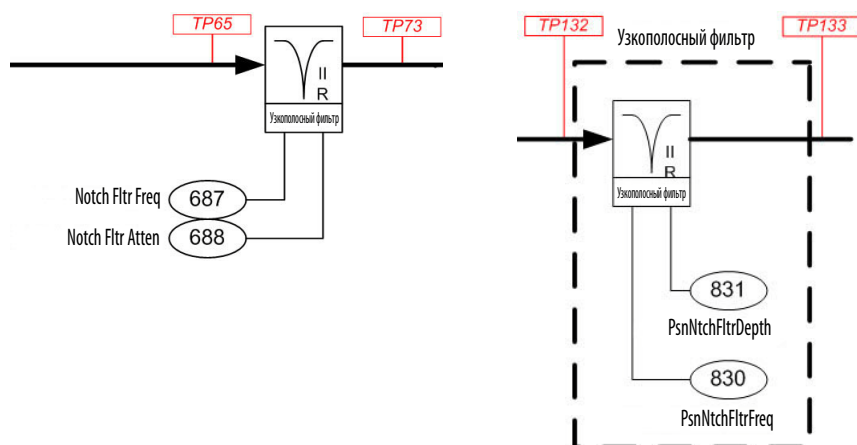 TP65
TP73
II
R
Узкополосный фильтр
Notch Fltr Freq
687
Notch Fltr Atten
688
TP132
TP133
Узкополосный фильтр
II
R
Узкополосный фильтр
831
PsnNtchFltrDepth
830
PsnNtchFltrFreq